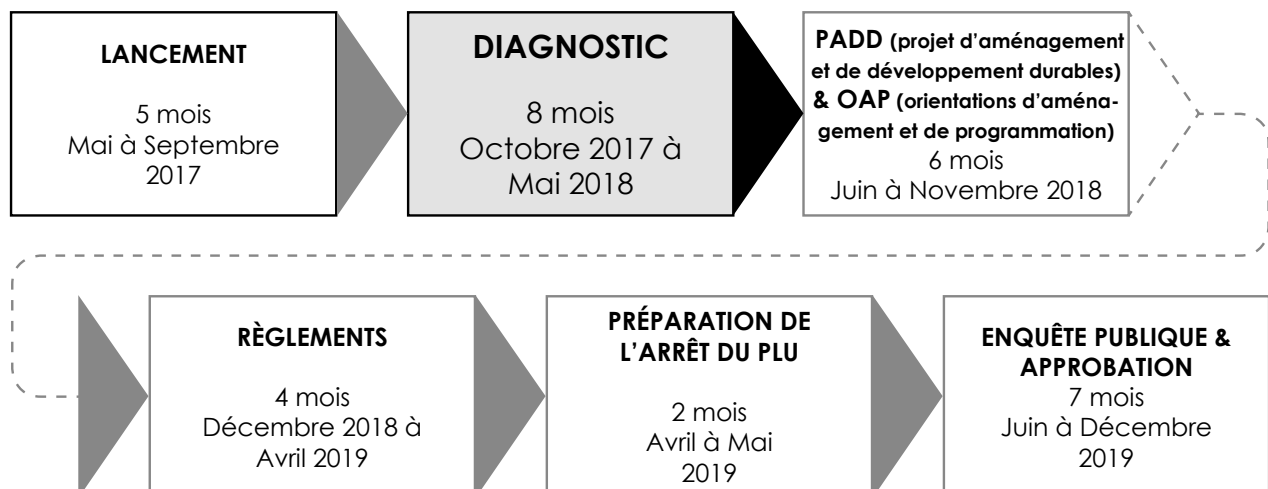 LANCEMENT
5 mois
Mai à Septembre
2017
DIAGNOSTIC
8 mois
Octobre 2017 à
Mai 2018
PADD (projet d'aménagement
et de développement durables)
& OAP (orientations d'aména-
gement et de programmation)
6 mois
Juin à Novembre 2018
RÈGLEMENTS
4 mois
Décembre 2018 à
Avril 2019
PRÉPARATION DE
L'ARRÊT DU PLU
2 mois
Avril à Mai
2019
ENQUÊTE PUBLIQUE &
APPROBATION
7 mois
Juin à Décembre
2019